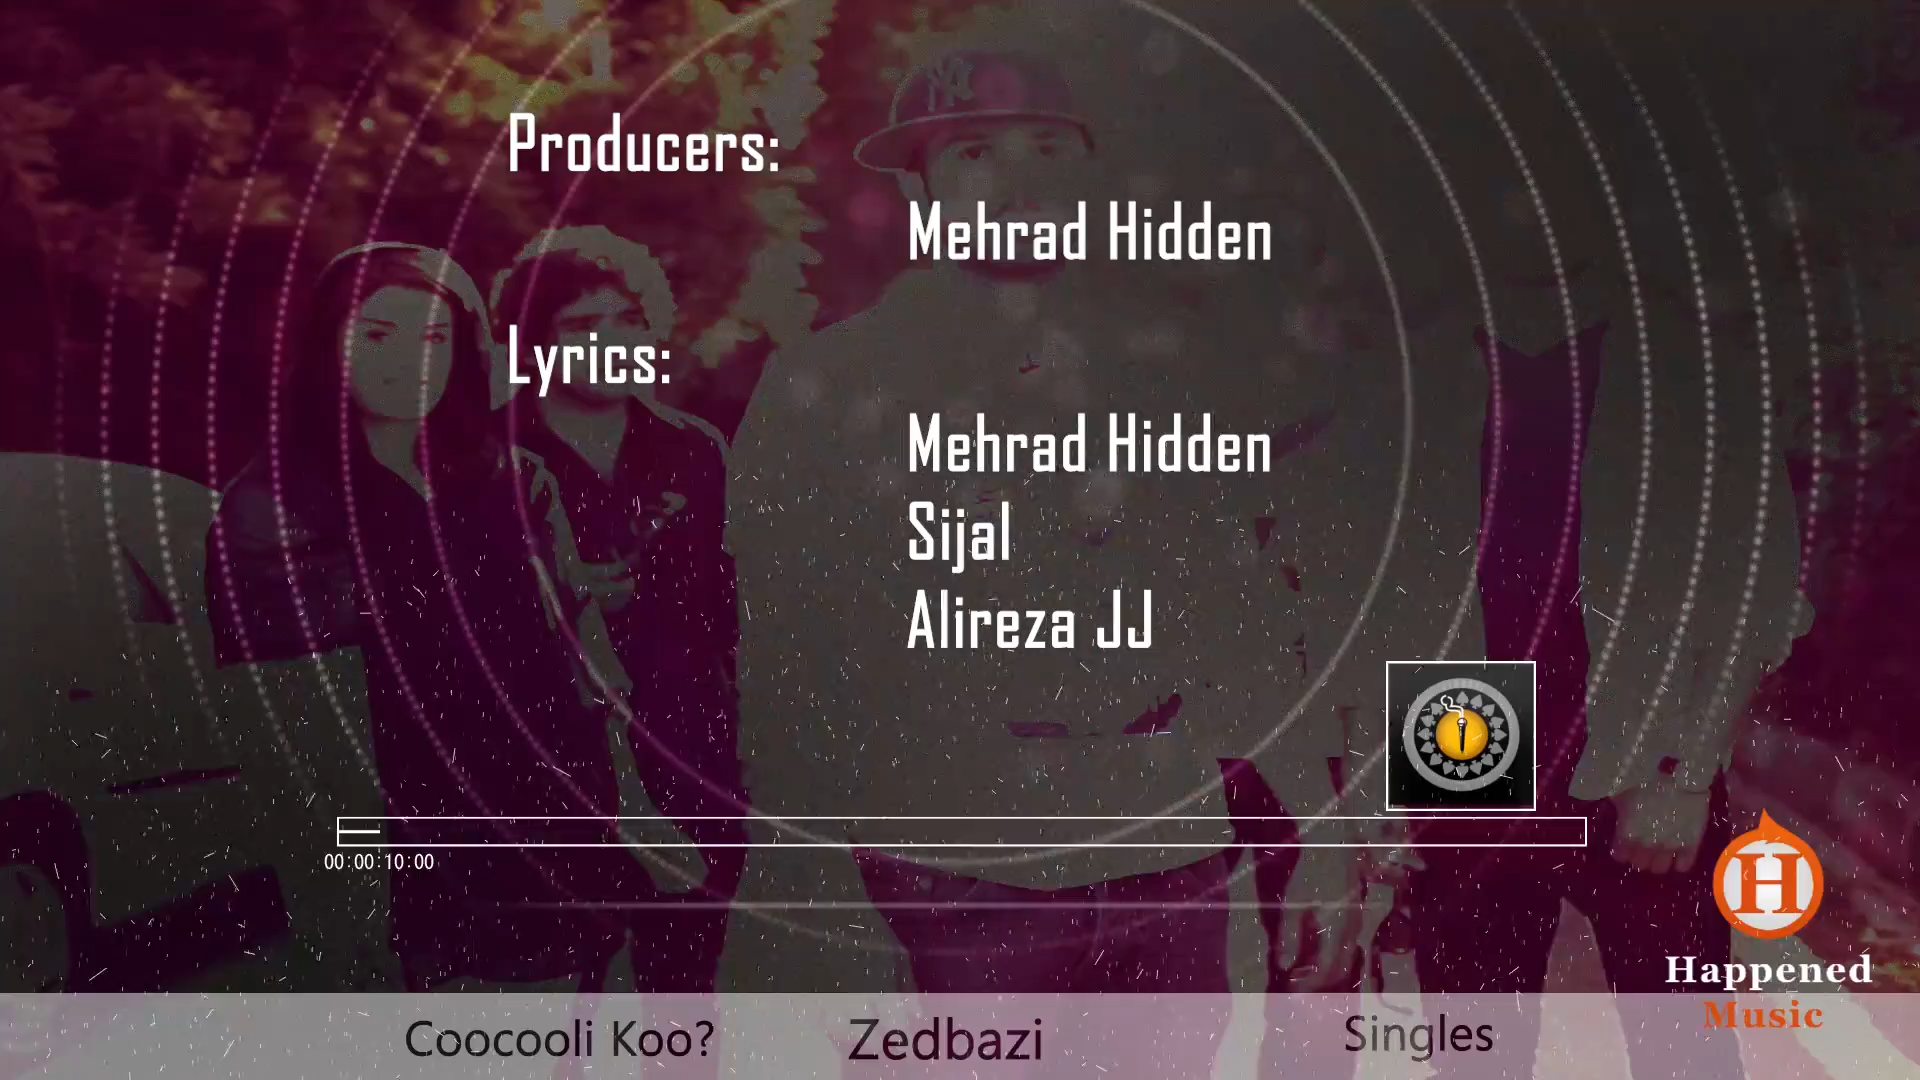 NY
Producers:
Mehrad Hidden
Lyrics:
Mehrad Hidden
Sijal
Alireza JJ
00:00:10:00
H
Happened
Music
Coocooli Koo?
Zedbazi
Singles